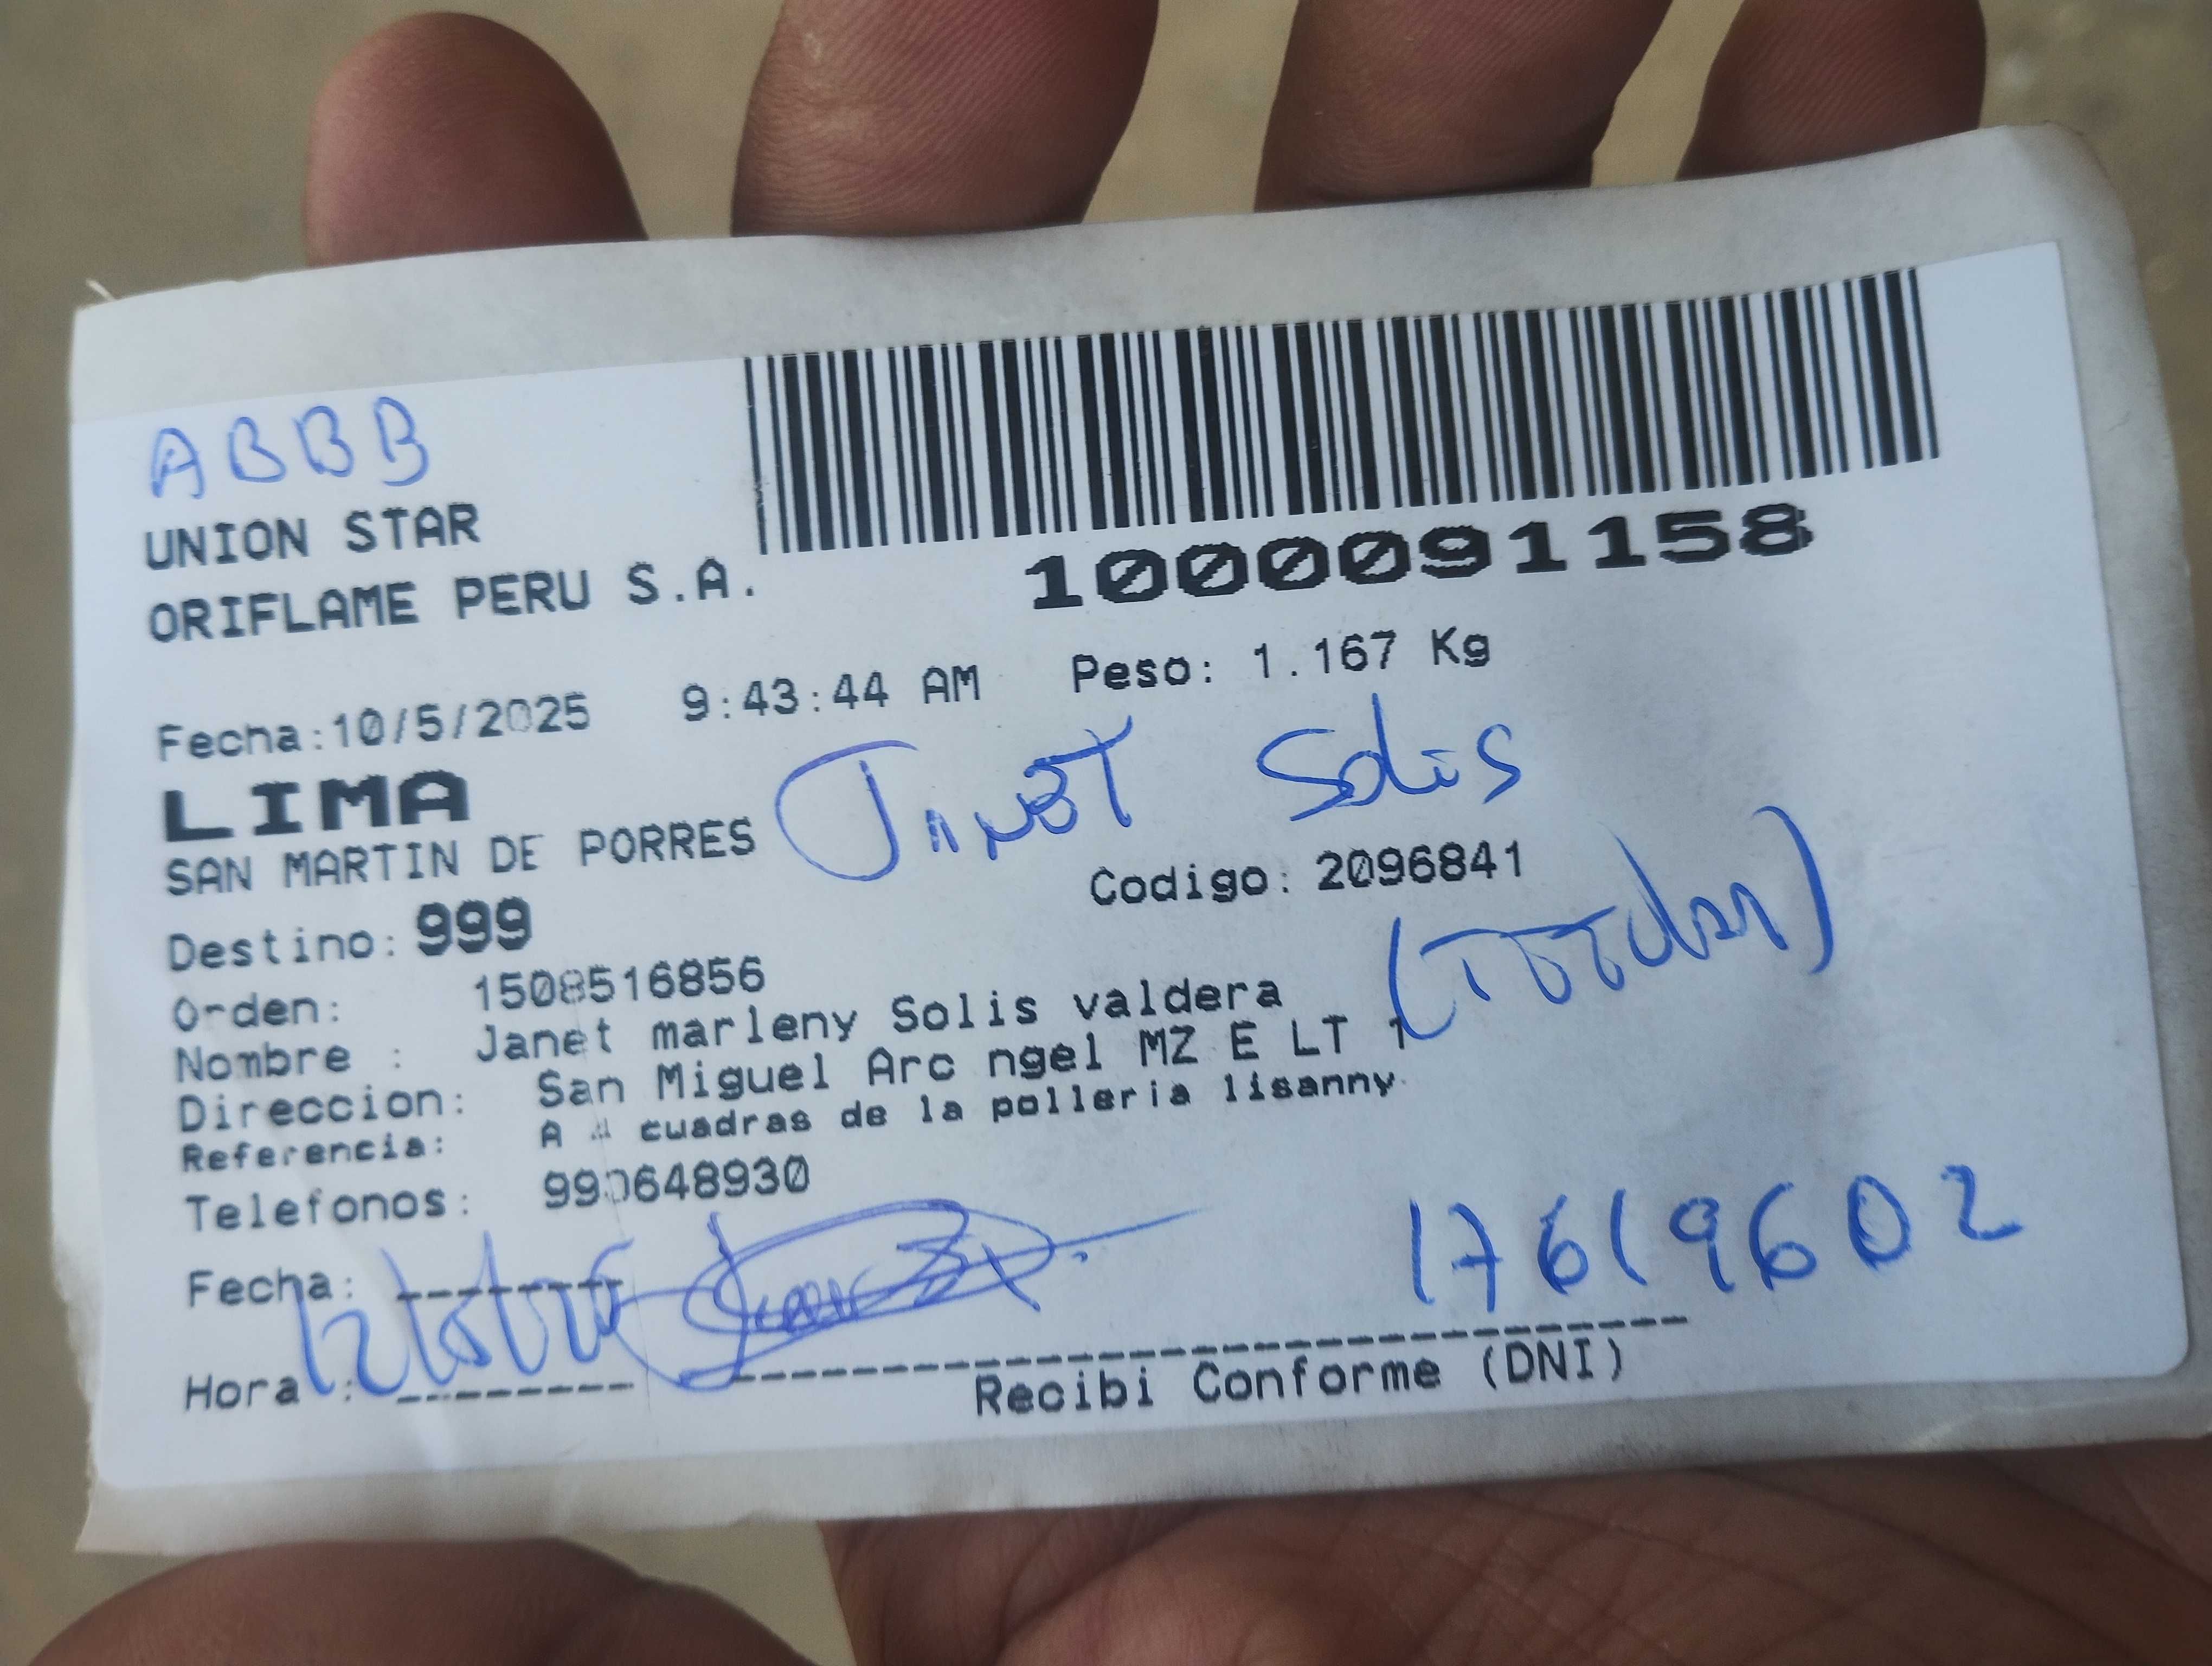 ABBB
UNION STAR
ORIFLAME PERU S.A.
1000091158
Fecha:10/5/2025 9:43:44 AM Peso: 1.167 Kg
LIMA
Janet Solis
SAN MARTIN DE PORRES
Codigo: 2096841
(Titular)
Destino: 999
Orden: 1508516856
Nombre : Janet marleny Solis valdera
Direccion: San Miguel Arc ngel MZ E LT 1
Referencia: A cuadras de la polleria lisanny
Telefonos: 990648930
17619602
Fecha:
Hora :
Recibi Conforme (DNI)